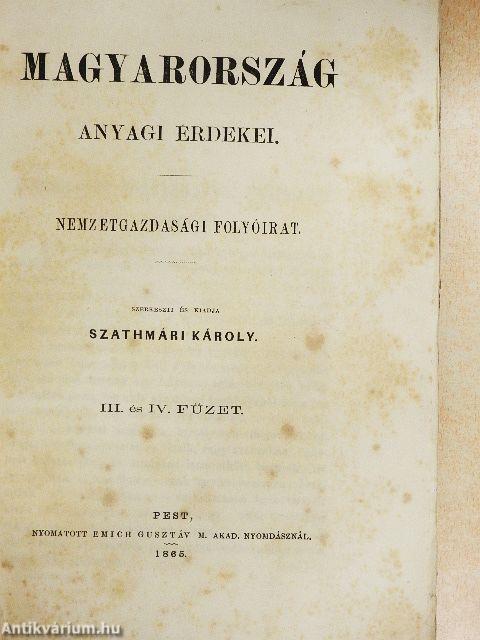 MAGYARORSZÁG
ANYAGI ÉRDEKEI.
NEMZETGAZDASÁGI FOLYÓIRAT.
SZERKESZTI ÉS KIADJA
SZATHMÁRI KÁROLY.
III. és IV. FÜZET.
PEST,
NYOMATOTT EMICH GUSZTÁV M. AKAD. NYOMDÁSZNÁL.
1865.
Antikvárium.hu